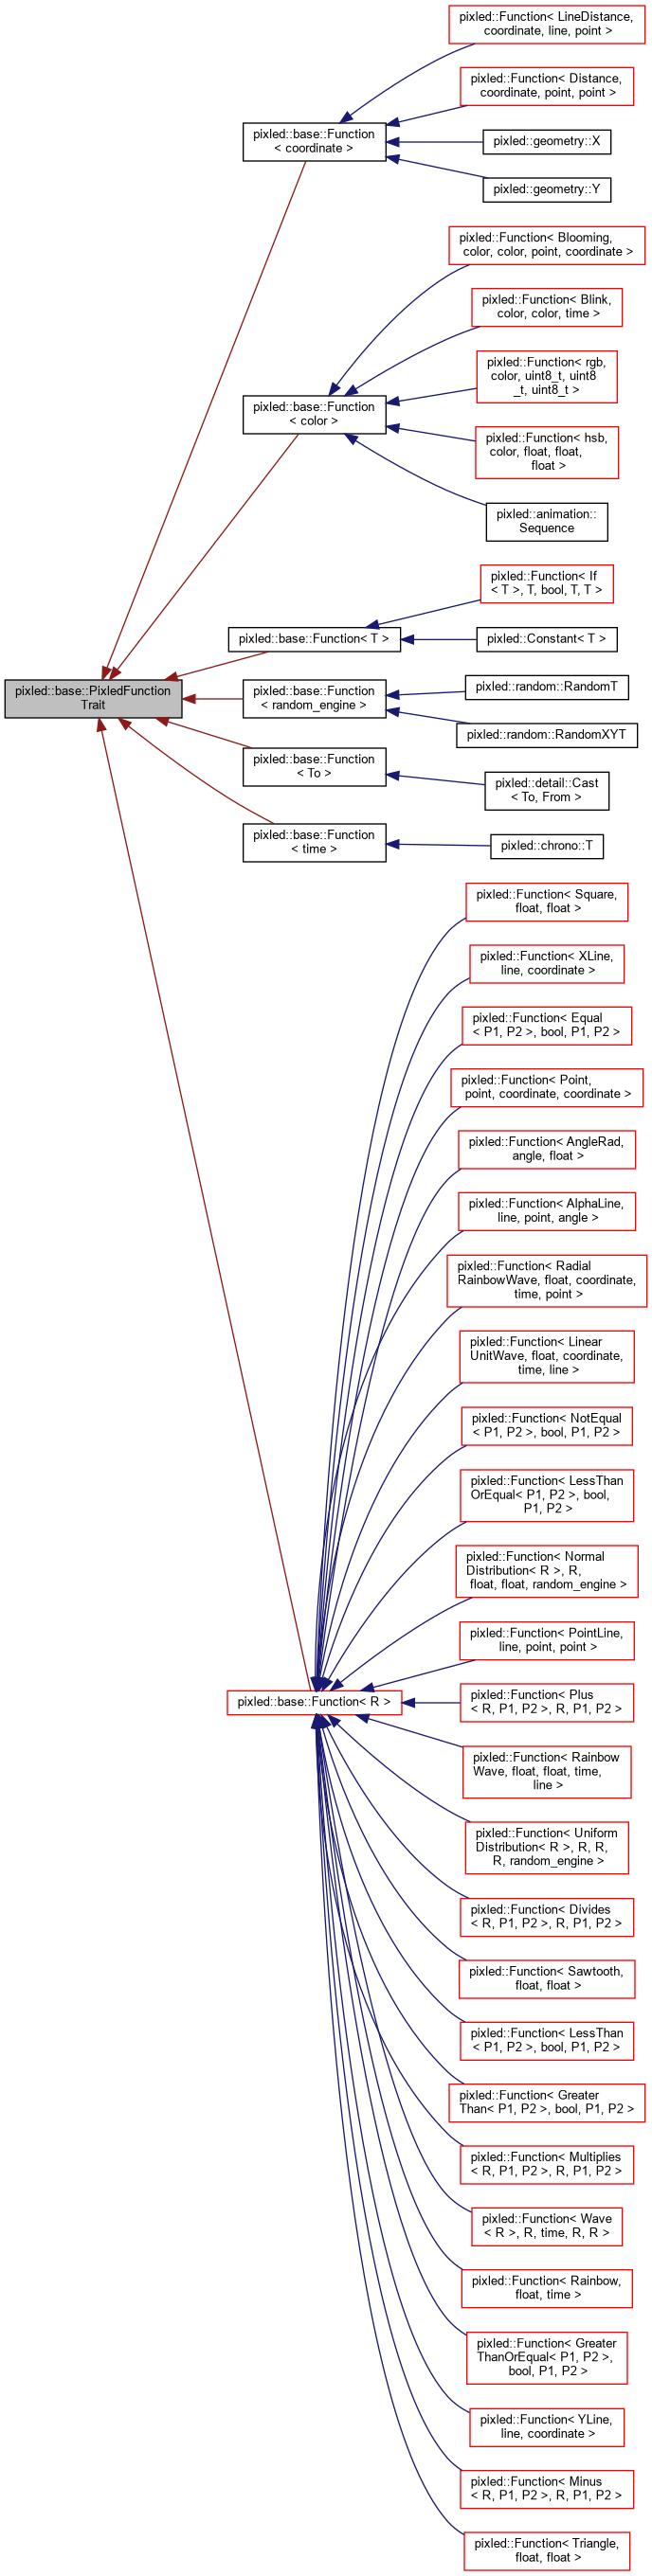 pixled::Function< LineDistance,
coordinate, line, point >
pixled::Function< Distance,
coordinate, point, point >
pixled::base::Function
< coordinate >
pixled::geometry::X
pixled::geometry::Y
pixled::Function< Blooming,
color, color, point, coordinate >
pixled::Function< Blink,
color, color, time >
pixled::Function< rgb,
color, uint8_t, uint8
_t, uint8_t >
pixled::base::Function
< color >
pixled::Function< hsb,
color, float, float,
float >
pixled::animation::
Sequence
pixled::Function< If
< T >, T, bool, T, T >
pixled::base::Function< T >
pixled::Constant< T >
pixled::base::PixledFunction
Trait
pixled::base::Function
< random_engine >
pixled::random::RandomT
pixled::random::RandomXYT
pixled::base::Function
< To >
pixled::detail::Cast
< To, From >
pixled::base::Function
< time >
pixled::chrono::T
pixled::Function< Square,
float, float >
pixled::Function< XLine,
line, coordinate >
pixled::Function< Equal
< P1, P2 >, bool, P1, P2 >
pixled::Function< Point,
point, coordinate, coordinate >
pixled::Function< AngleRad,
angle, float >
pixled::Function< AlphaLine,
line, point, angle >
pixled::Function< Radial
RainbowWave, float, coordinate,
time, point >
pixled::Function< Linear
UnitWave, float, coordinate,
time, line >
pixled::Function< NotEqual
< P1, P2 >, bool, P1, P2 >
pixled::Function< LessThan
OrEqual< P1, P2 >, bool,
P1, P2 >
pixled::Function< Normal
Distribution< R >, R,
float, float, random_engine >
pixled::Function< PointLine,
line, point, point >
pixled::base::Function< R >
pixled::Function< Plus
< R, P1, P2 >, R, P1, P2 >
pixled::Function< Rainbow
Wave, float, float, time,
line >
pixled::Function< Uniform
Distribution< R >, R, R,
R, random_engine >
pixled::Function< Divides
< R, P1, P2 >, R, P1, P2 >
pixled::Function< Sawtooth,
float, float >
pixled::Function< LessThan
< P1, P2 >, bool, P1, P2 >
pixled::Function< Greater
Than< P1, P2 >, bool, P1, P2 >
pixled::Function< Multiplies
< R, P1, P2 >, R, P1, P2 >
pixled::Function< Wave
< R >, R, time, R, R >
pixled::Function< Rainbow,
float, time >
pixled::Function< Greater
ThanOrEqual< P1, P2 >,
bool, P1, P2 >
pixled::Function< YLine,
line, coordinate >
pixled::Function< Minus
< R, P1, P2 >, R, P1, P2 >
pixled::Function< Triangle,
float, float >